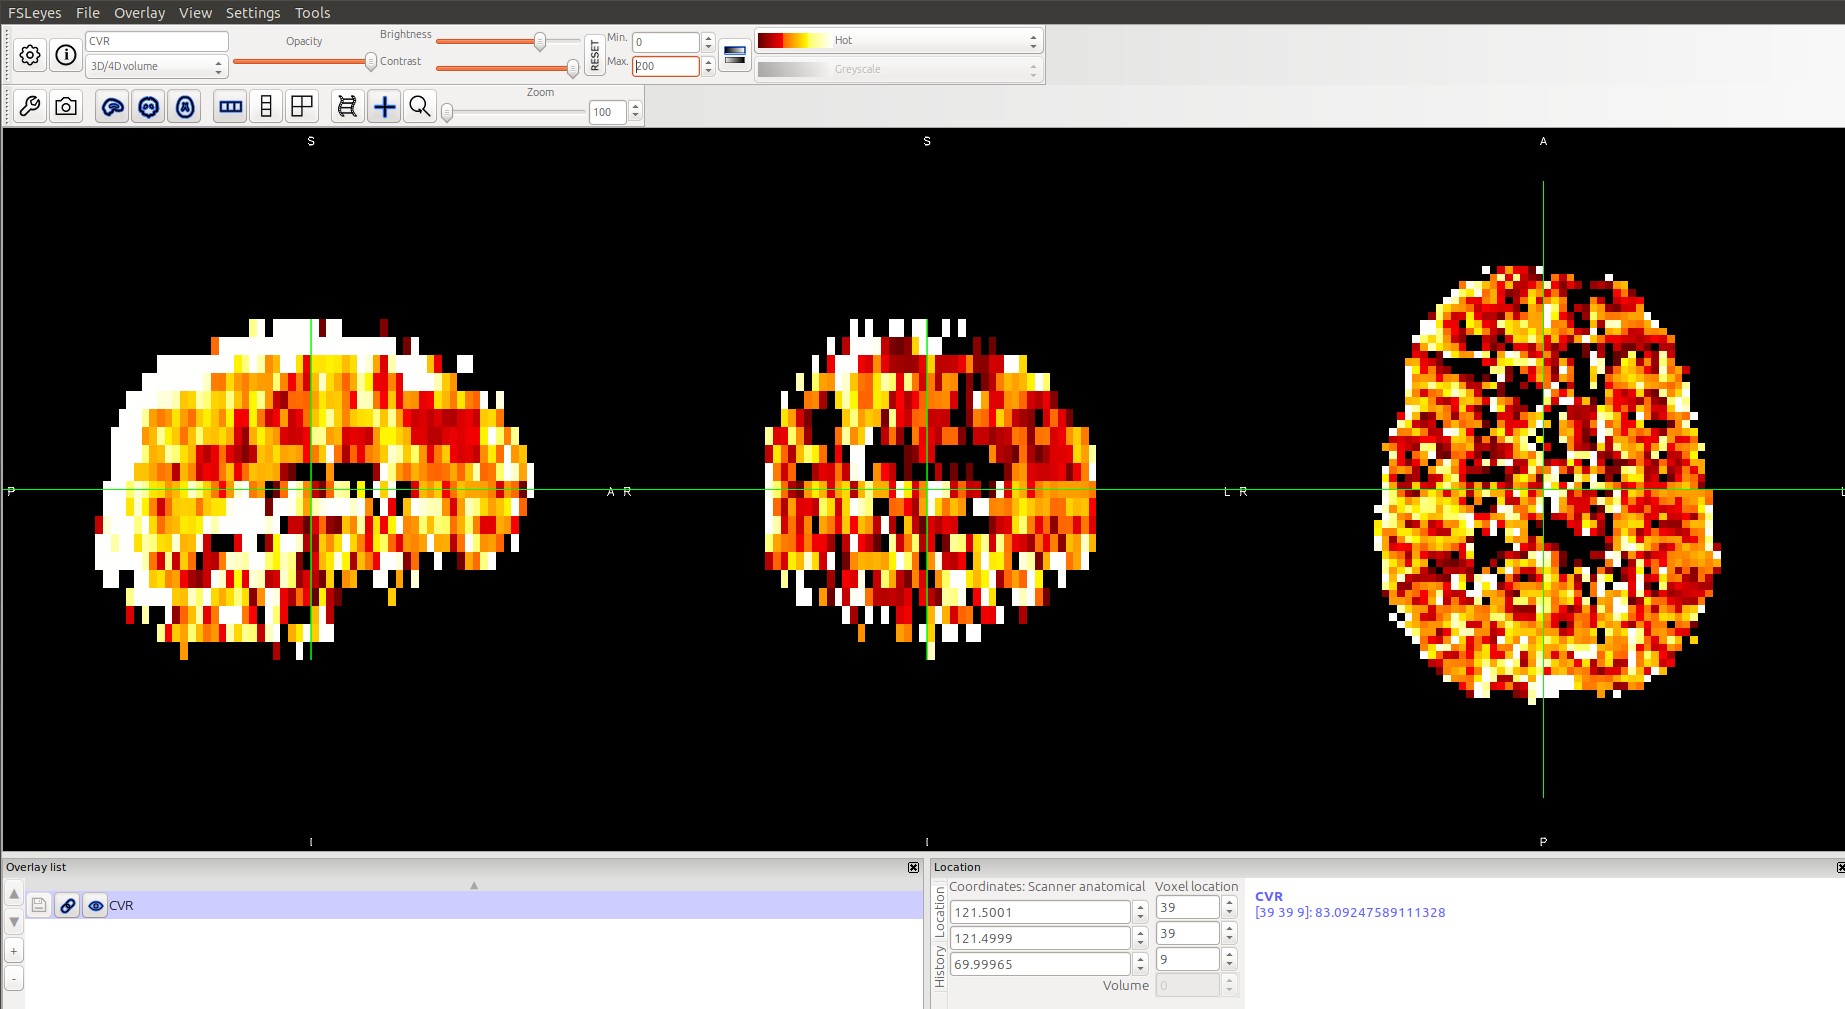 FSLeyes File Overlay View Settings Tools
CVR
3D/4D volume
Opacity
Brightness
Contrast
RESET
Min. 0
Max. 200
Hot
Greyscale
Zoom
100
S
S
A
P
A R
L R
L
I
I
P
Overlay list
CVR
Location
Location
History
Coordinates: Scanner anatomical Voxel location
121.5001 39
121.4999 39
69.99965 9
Volume 0
CVR
[39 39 9]: 83.09247589111328